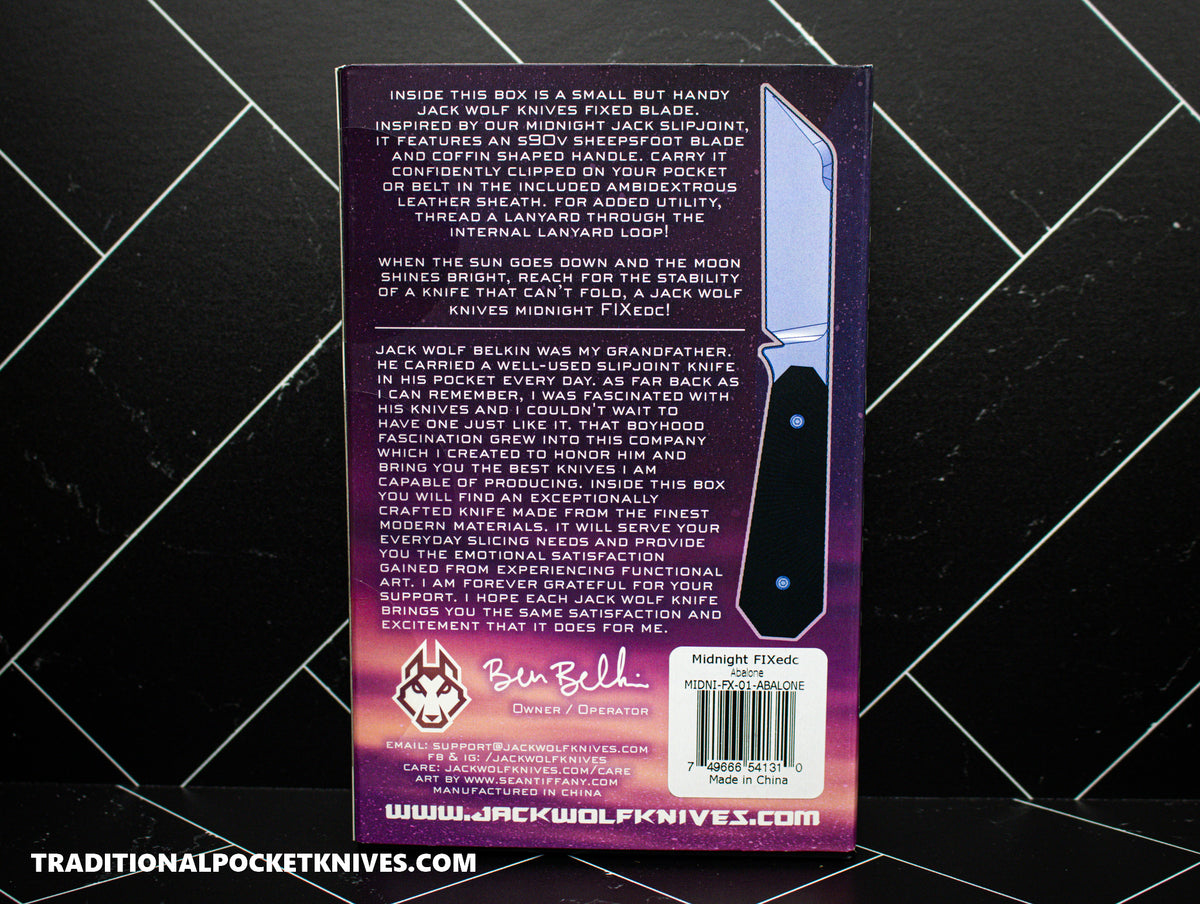 INSIDE THIS BOX IS A SMALL BUT HANDY
JACK WOLF KNIVES FIXED BLADE.
INSPIRED BY OUR MIDNIGHT JACK SLIPJOINT,
IT FEATURES AN S90V SHEEPSFOOT BLADE
AND COFFIN SHAPED HANDLE. CARRY IT
CONFIDENTLY CLIPPED ON YOUR POCKET
OR BELT IN THE INCLUDED AMBIDEXTROUS
LEATHER SHEATH. FOR ADDED UTILITY,
THREAD A LANYARD THROUGH THE
INTERNAL LANYARD LOOP!
WHEN THE SUN GOES DOWN AND THE MOON
SHINES BRIGHT, REACH FOR THE STABILITY
OF A KNIFE THAT CAN'T FOLD, A JACK WOLF
KNIVES MIDNIGHT FIXEDC!
JACK WOLF BELKIN WAS MY GRANDFATHER.
HE CARRIED A WELL-USED SLIPJOINT KNIFE
IN HIS POCKET EVERY DAY. AS FAR BACK AS
I CAN REMEMBER, I WAS FASCINATED WITH
HIS KNIVES AND I COULDN'T WAIT TO
HAVE ONE JUST LIKE IT. THAT BOYHOOD
FASCINATION GREW INTO THIS COMPANY
WHICH I CREATED TO HONOR HIM AND
BRING YOU THE BEST KNIVES I AM
CAPABLE OF PRODUCING. INSIDE THIS BOX
YOU WILL FIND AN EXCEPTIONALLY
CRAFTED KNIFE MADE FROM THE FINEST
MODERN MATERIALS. IT WILL SERVE YOUR
EVERYDAY SLICING NEEDS AND PROVIDE
YOU THE EMOTIONAL SATISFACTION
GAINED FROM EXPERIENCING FUNCTIONAL
ART. I AM FOREVER GRATEFUL FOR YOUR
SUPPORT. I HOPE EACH JACK WOLF KNIFE
BRINGS YOU THE SAME SATISFACTION AND
EXCITEMENT THAT IT DOES FOR ME.
Ben Belkin
OWNER / OPERATOR
EMAIL: SUPPORT@JACKWOLFKNIVES.COM
FB & IG: /JACKWOLFKNIVES
CARE: JACKWOLFKNIVES.COM/CARE
ART BY WWW.SEANTIFFANY.COM
MANUFACTURED IN CHINA
WWW.JACKWOLFKNIVES.COM
Midnight FIXedc
Abalone
MIDNI-FX-01-ABALONE
7 49666 54131 0
Made in China
TRADITIONALPOCKETKNIVES.COM